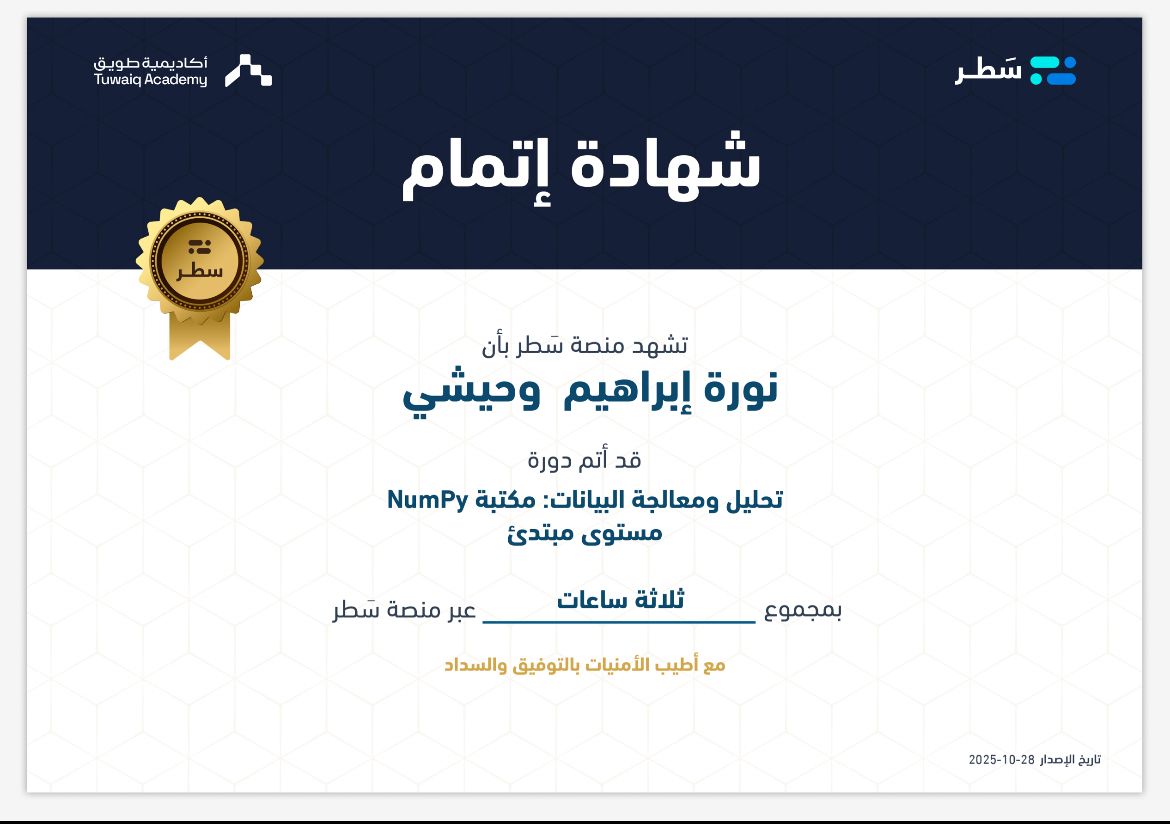 سَطر
أكاديمية طويق
Tuwaiq Academy
شهادة إتمام
سطر
تشهد منصة سَطر بأن
نورة إبراهيم وحيشي
قد أتم دورة
تحليل ومعالجة البيانات: مكتبة NumPy
مستوى مبتدئ
بمجموع ثلاثة ساعات عبر منصة سَطر
مع أطيب الأمنيات بالتوفيق والسداد
تاريخ الإصدار 2025-10-28